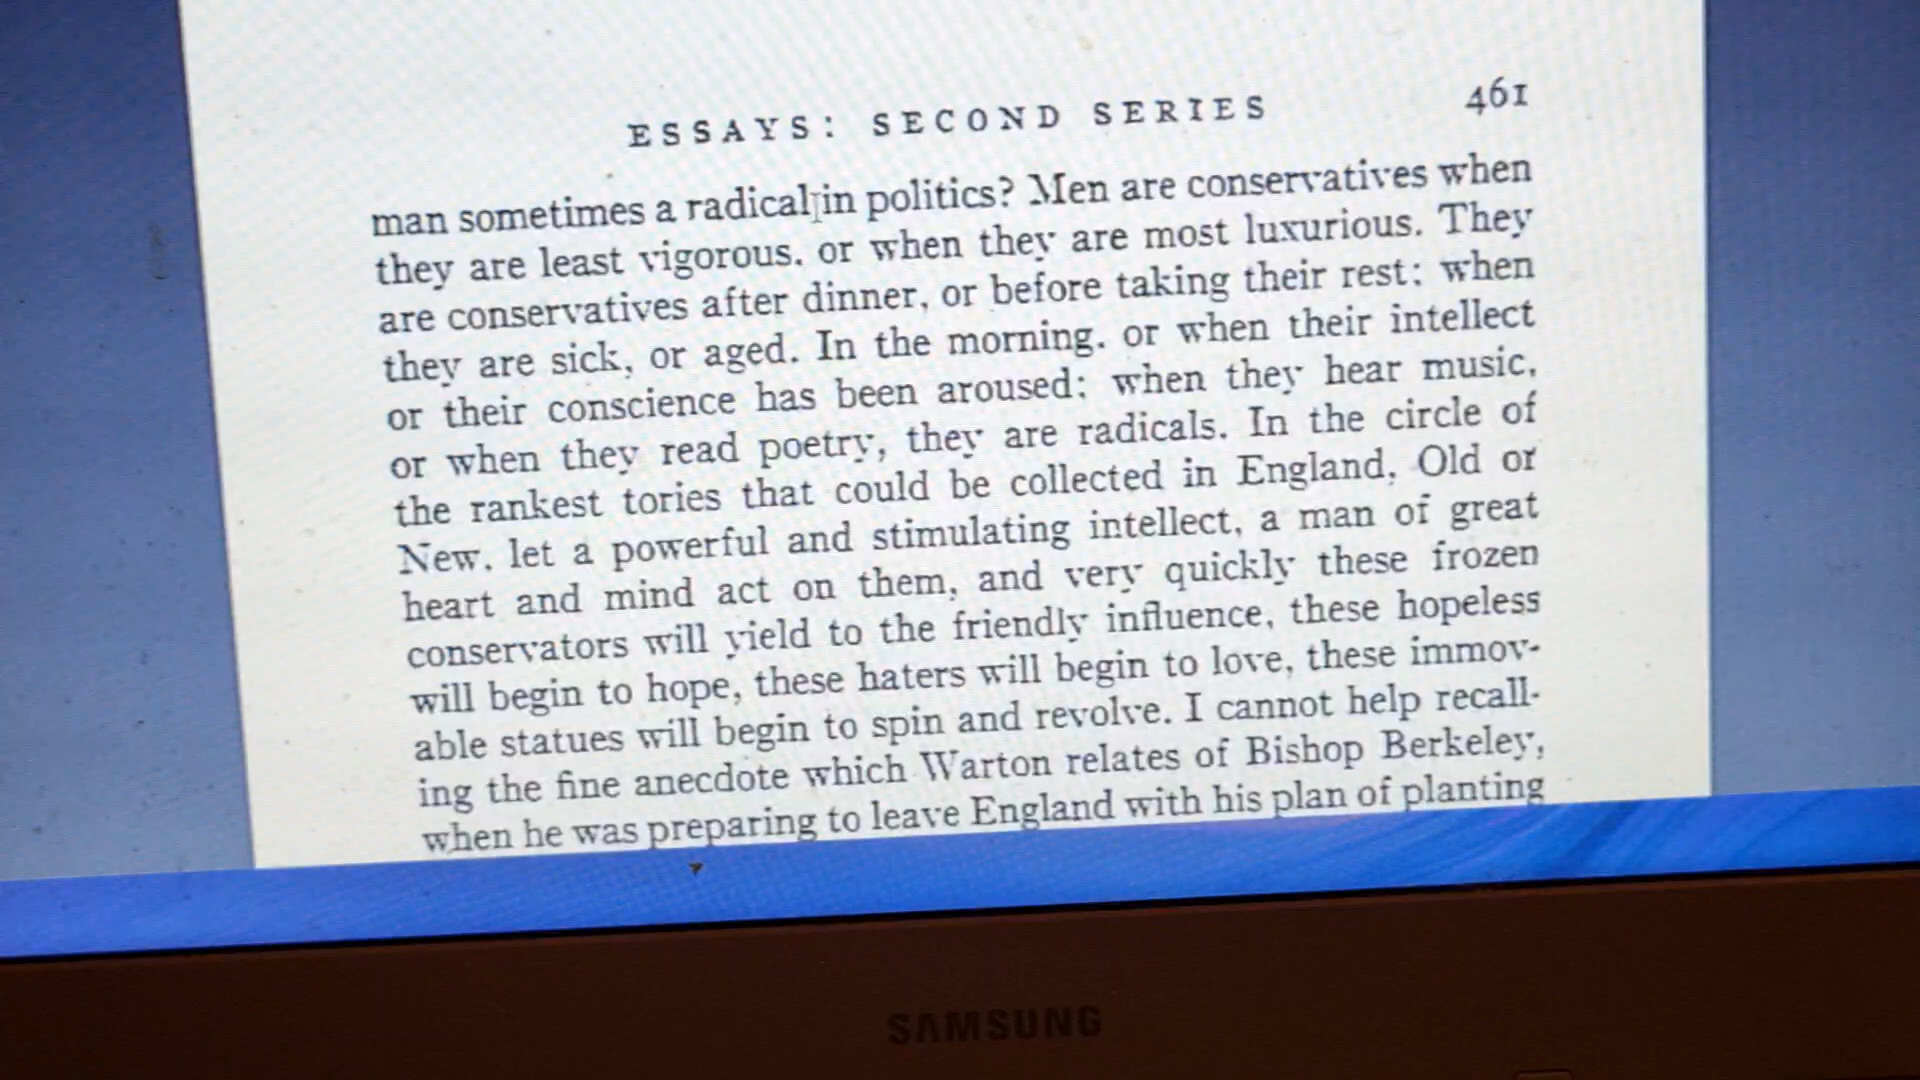 ESSAYS: SECOND SERIES 461
man sometimes a radical in politics? Men are conservatives when
they are least vigorous, or when they are most luxurious. They
are conservatives after dinner, or before taking their rest; when
they are sick, or aged. In the morning, or when their intellect
or their conscience has been aroused; when they hear music,
or when they read poetry, they are radicals. In the circle of
the rankest tories that could be collected in England, Old or
New, let a powerful and stimulating intellect, a man of great
heart and mind act on them, and very quickly these frozen
conservators will yield to the friendly influence, these hopeless
will begin to hope, these haters will begin to love, these immov-
able statues will begin to spin and revolve. I cannot help recall-
ing the fine anecdote which Warton relates of Bishop Berkeley,
when he was preparing to leave England with his plan of planting
SAMSUNG